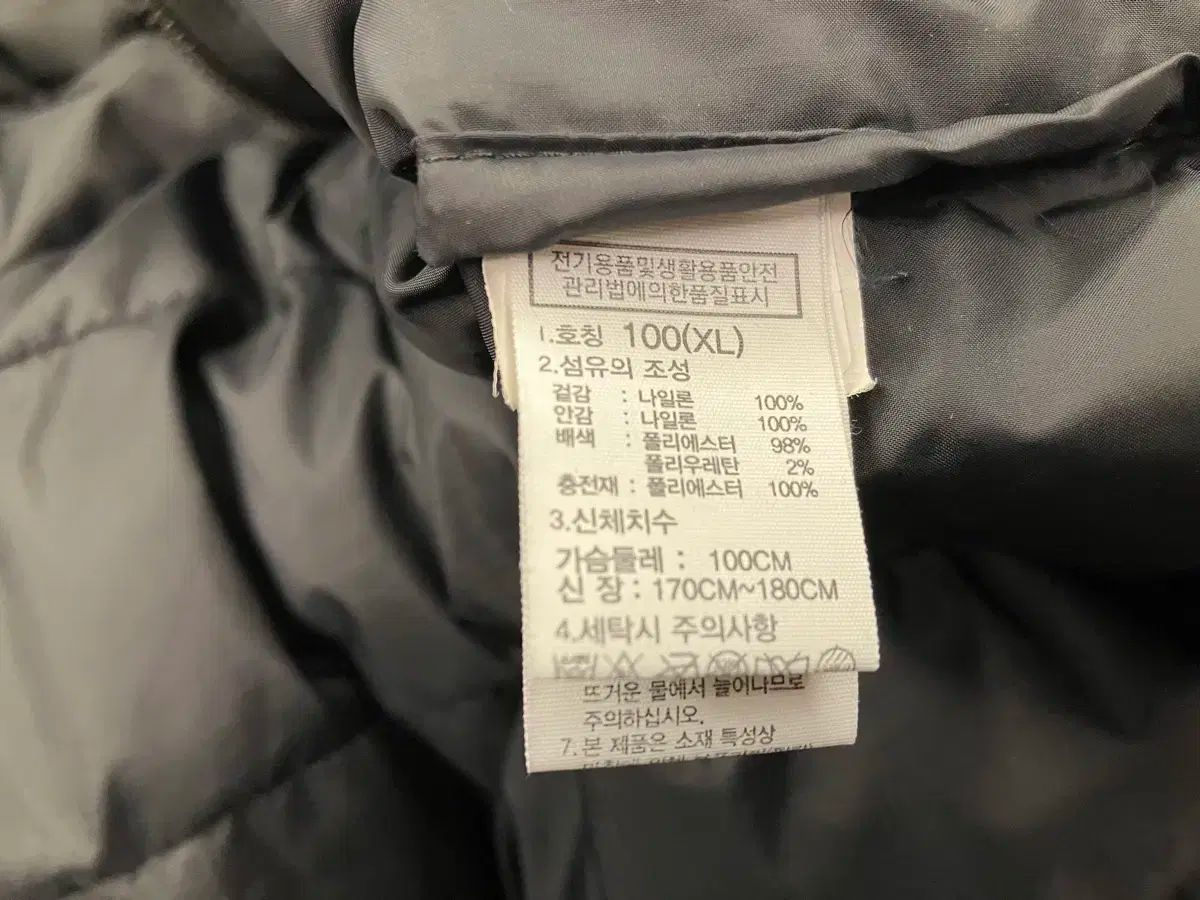 전기용품및생활용품안전
관리법에의한품질표시
1.호칭 100(XL)
2.섬유의 조성
겉감 : 나일론 100%
안감 : 나일론 100%
배색 : 폴리에스터 98%
폴리우레탄 2%
충전재 : 폴리에스터 100%
3.신체치수
가슴둘레 : 100CM
신 장 : 170CM~180CM
4.세탁시 주의사항
뜨거운 물에서 늘어나므로
주의하십시오.
7.본 제품은 소재 특성상